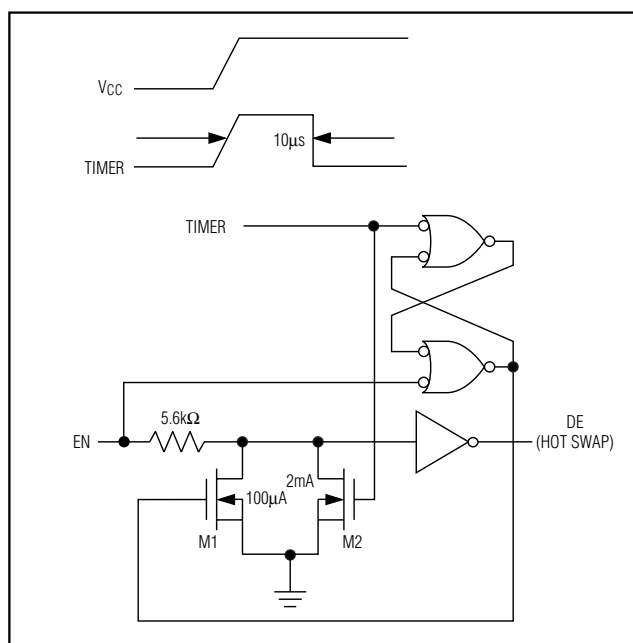 VCC
10µs
TIMER
TIMER
5.6kΩ
EN
DE
(HOT SWAP)
100µA
2mA
M1
M2